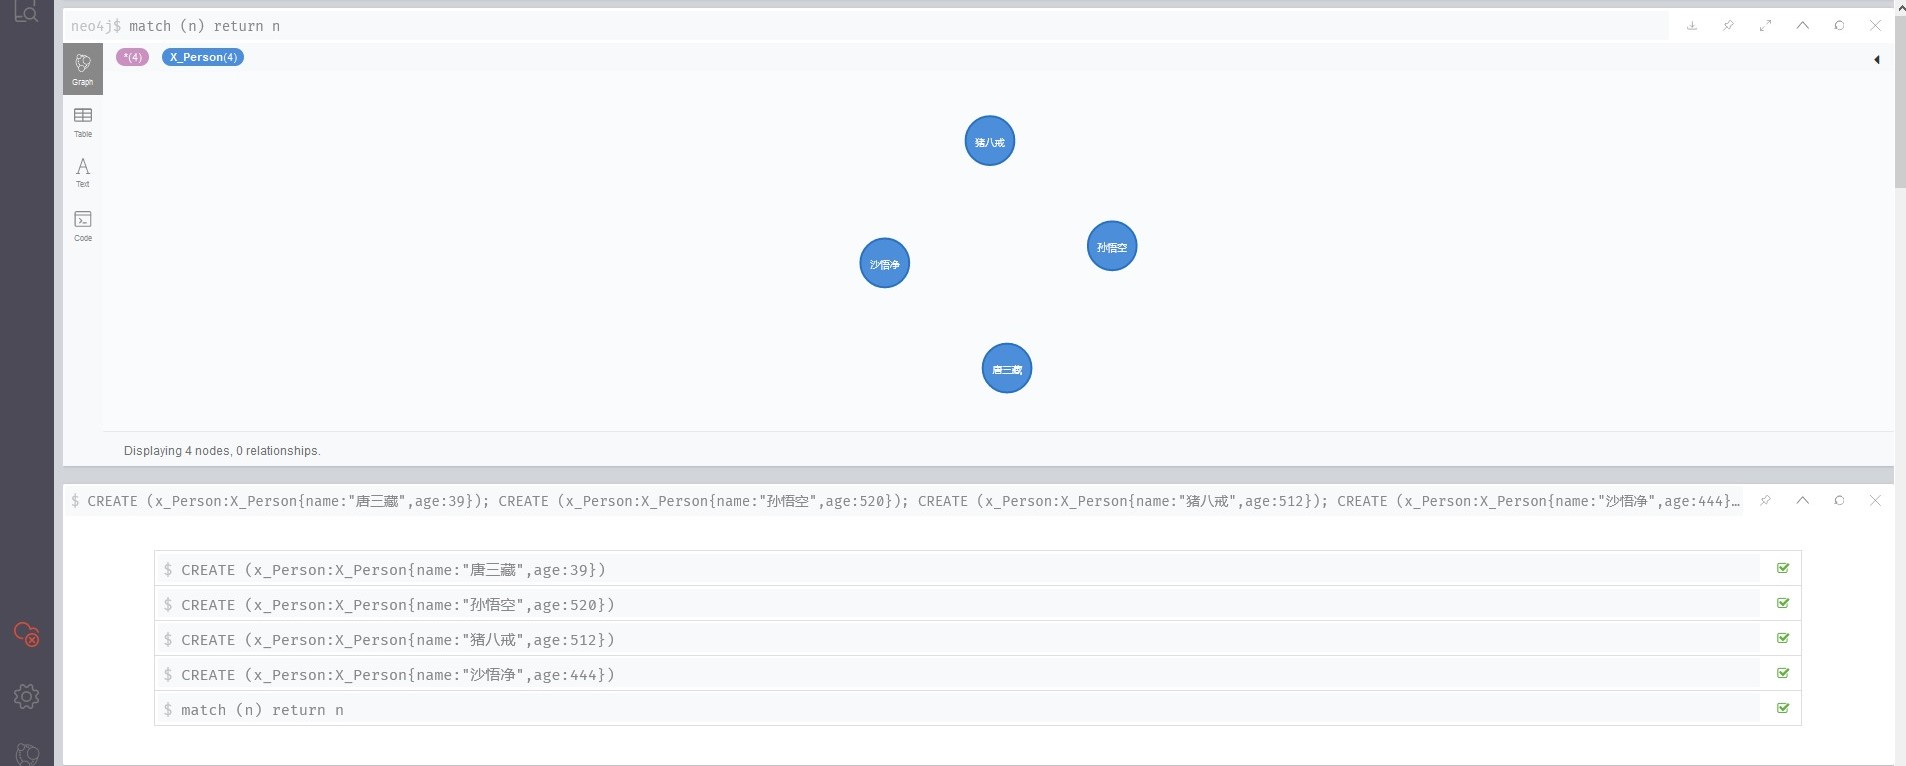 neo4j$ match (n) return n
*(4) X_Person(4)
Graph
Table
Text
Code
猪八戒
孙悟空
沙悟净
唐三藏
Displaying 4 nodes, 0 relationships.
$ CREATE (x_Person:X_Person{name:"唐三藏",age:39}); CREATE (x_Person:X_Person{name:"孙悟空",age:520}); CREATE (x_Person:X_Person{name:"猪八戒",age:512}); CREATE (x_Person:X_Person{name:"沙悟净",age:444}…
$ CREATE (x_Person:X_Person{name:"唐三藏",age:39})
$ CREATE (x_Person:X_Person{name:"孙悟空",age:520})
$ CREATE (x_Person:X_Person{name:"猪八戒",age:512})
$ CREATE (x_Person:X_Person{name:"沙悟净",age:444})
$ match (n) return n